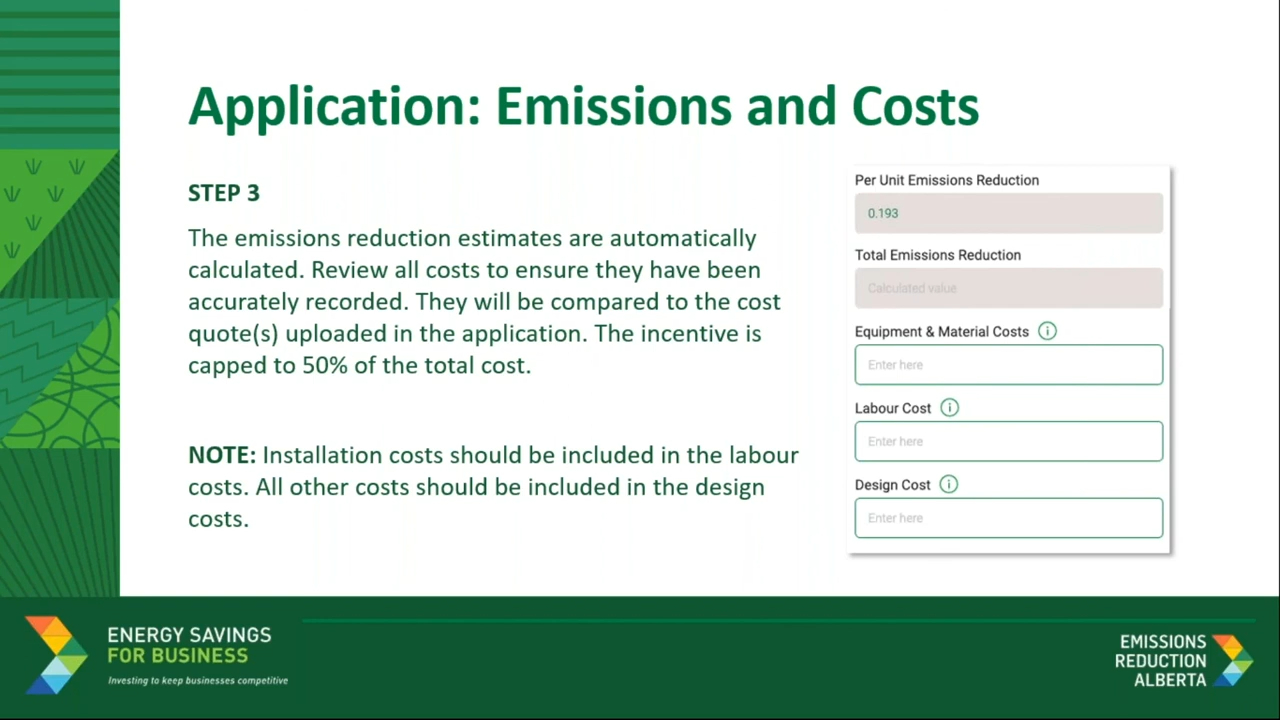 Application: Emissions and Costs
STEP 3
The emissions reduction estimates are automatically
calculated. Review all costs to ensure they have been
accurately recorded. They will be compared to the cost
quote(s) uploaded in the application. The incentive is
capped to 50% of the total cost.
NOTE: Installation costs should be included in the labour
costs. All other costs should be included in the design
costs.
Per Unit Emissions Reduction
0.193
Total Emissions Reduction
Calculated value
Equipment & Material Costs
Enter here
Labour Cost
Enter here
Design Cost
Enter here
ENERGY SAVINGS
FOR BUSINESS
Investing to keep businesses competitive
EMISSIONS
REDUCTION
ALBERTA